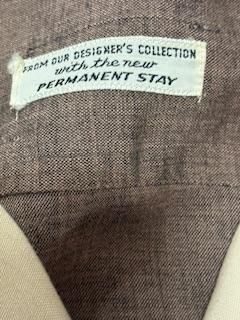 FROM OUR DESIGNER'S COLLECTION
with the new
PERMANENT STAY